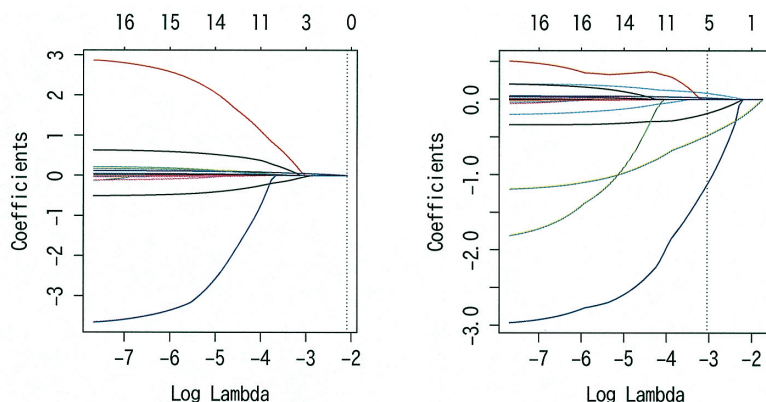 16 15 14 11 3 0
3
2
1
0
-1
-2
-3
Coefficients
-7 -6 -5 -4 -3 -2
Log Lambda
16 16 14 11 5 1
0.0
-1.0
-2.0
-3.0
Coefficients
-7 -6 -5 -4 -3 -2
Log Lambda